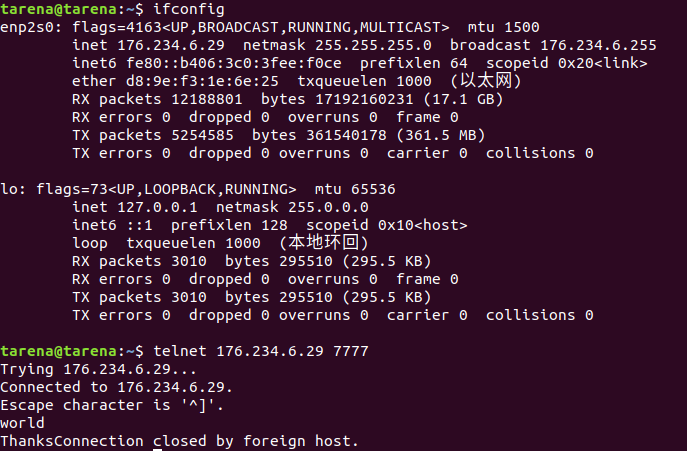 tarena@tarena:~$ ifconfig
enp2s0: flags=4163<UP,BROADCAST,RUNNING,MULTICAST>  mtu 1500
        inet 176.234.6.29  netmask 255.255.255.0  broadcast 176.234.6.255
        inet6 fe80::b406:3c0:3fee:f0ce  prefixlen 64  scopeid 0x20<link>
        ether d8:9e:f3:1e:6e:25  txqueuelen 1000  (以太网)
        RX packets 12188801  bytes 17192160231 (17.1 GB)
        RX errors 0  dropped 0  overruns 0  frame 0
        TX packets 5254585  bytes 361540178 (361.5 MB)
        TX errors 0  dropped 0 overruns 0  carrier 0  collisions 0

lo: flags=73<UP,LOOPBACK,RUNNING>  mtu 65536
        inet 127.0.0.1  netmask 255.0.0.0
        inet6 ::1  prefixlen 128  scopeid 0x10<host>
        loop  txqueuelen 1000  (本地环回)
        RX packets 3010  bytes 295510 (295.5 KB)
        RX errors 0  dropped 0  overruns 0  frame 0
        TX packets 3010  bytes 295510 (295.5 KB)
        TX errors 0  dropped 0 overruns 0  carrier 0  collisions 0

tarena@tarena:~$ telnet 176.234.6.29 7777
Trying 176.234.6.29...
Connected to 176.234.6.29.
Escape character is '^]'.
world
ThanksConnection closed by foreign host.